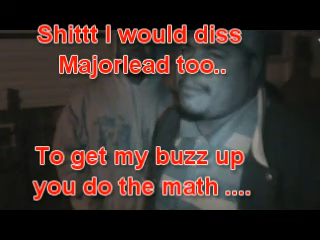 Shittt I would diss
Majorlead too..
To get my buzz up
you do the math ....